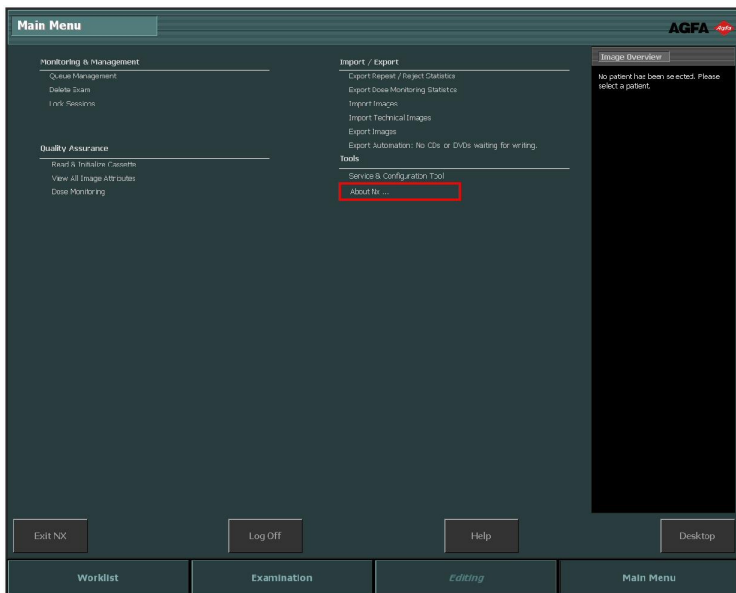 Main Menu
AGFA
Agfa
Monitoring & Management
Queue Management
Delete Exam
Lock Sessions
Quality Assurance
Read & Initialize Cassette
View All Image Attributes
Dose Monitoring
Import / Export
Export Repeat / Reject Statistics
Export Dose Monitoring Statistics
Import Images
Import Technical Images
Export Images
Export Automation: No CDs or DVDs waiting for writing.
Tools
Service & Configuration Tool
About Nx ...
Image Overview
No patient has been selected. Please
select a patient.
Exit NX
Log Off
Help
Desktop
Worklist
Examination
Editing
Main Menu